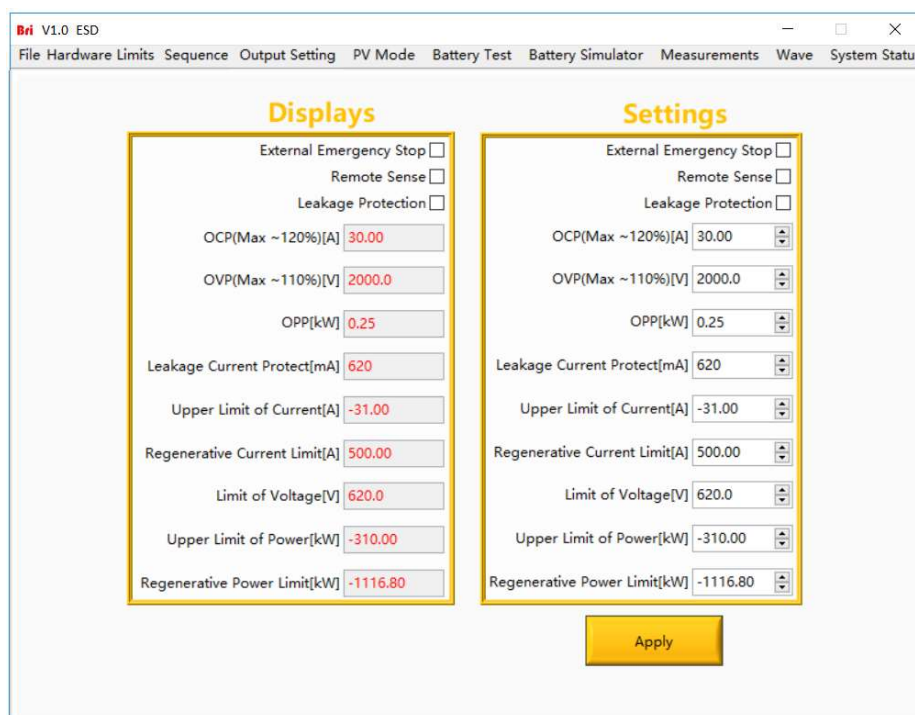 Bri V1.0 ESD
File Hardware Limits Sequence Output Setting PV Mode Battery Test Battery Simulator Measurements Wave System Statu
Displays
External Emergency Stop
Remote Sense
Leakage Protection
OCP(Max ~120%)[A] 30.00
OVP(Max ~110%)[V] 2000.0
OPP[kW] 0.25
Leakage Current Protect[mA] 620
Upper Limit of Current[A] -31.00
Regenerative Current Limit[A] 500.00
Limit of Voltage[V] 620.0
Upper Limit of Power[kW] -310.00
Regenerative Power Limit[kW] -1116.80
Settings
External Emergency Stop
Remote Sense
Leakage Protection
OCP(Max ~120%)[A] 30.00
OVP(Max ~110%)[V] 2000.0
OPP[kW] 0.25
Leakage Current Protect[mA] 620
Upper Limit of Current[A] -31.00
Regenerative Current Limit[A] 500.00
Limit of Voltage[V] 620.0
Upper Limit of Power[kW] -310.00
Regenerative Power Limit[kW] -1116.80
Apply